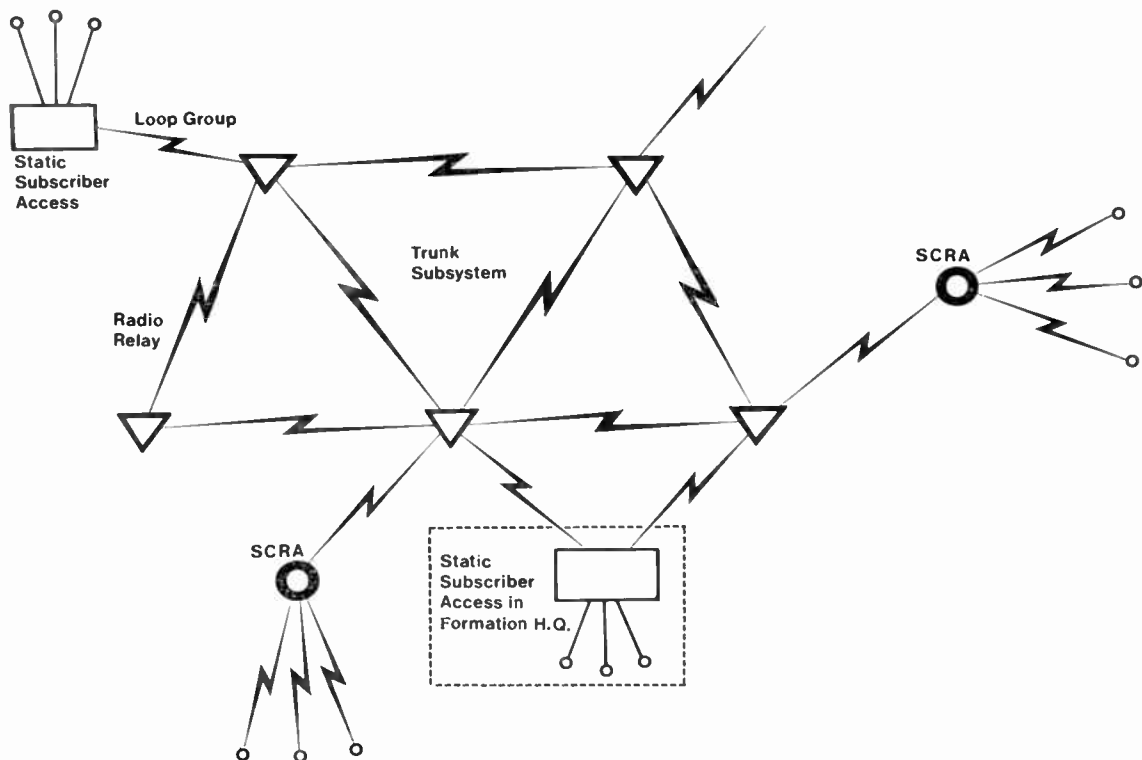 Loop Group
Static
Subscriber
Access
Trunk
Subsystem
SCRA
Radio
Relay
SCRA
Static
Subscriber
Access in
Formation H.Q.